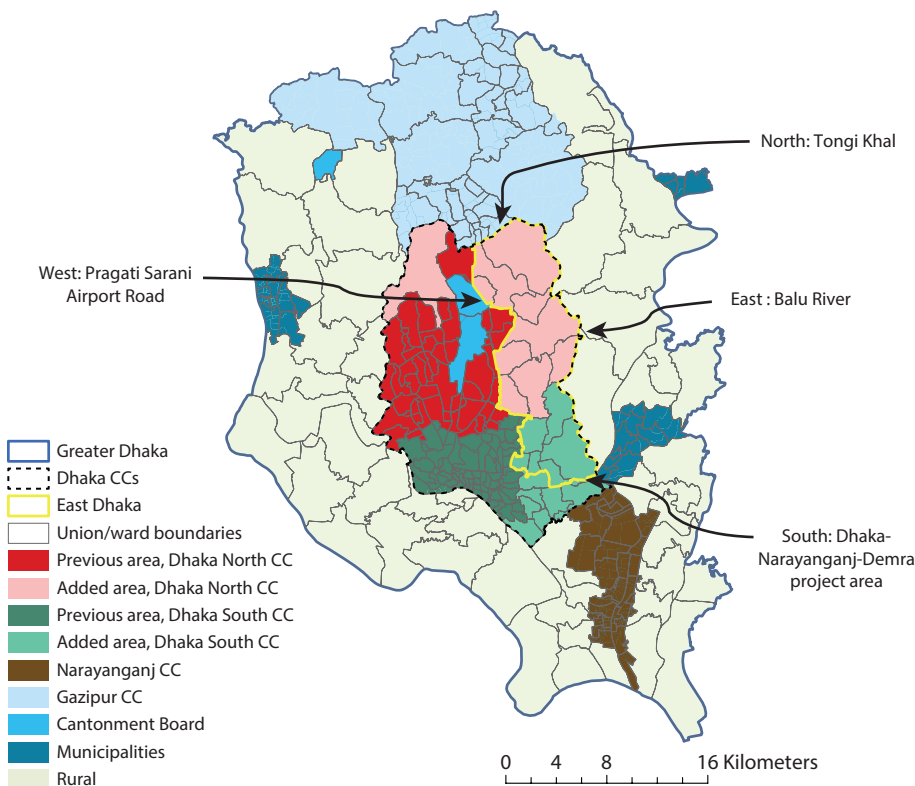 North: Tongi Khal
West: Pragati Sarani
Airport Road
East : Balu River
Greater Dhaka
Dhaka CCs
East Dhaka
Union/ward boundaries
Previous area, Dhaka North CC
Added area, Dhaka North CC
Previous area, Dhaka South CC
Added area, Dhaka South CC
Narayanganj CC
Gazipur CC
Cantonment Board
Municipalities
Rural
South: Dhaka-
Narayanganj-Demra
project area
0 4 8 16 Kilometers